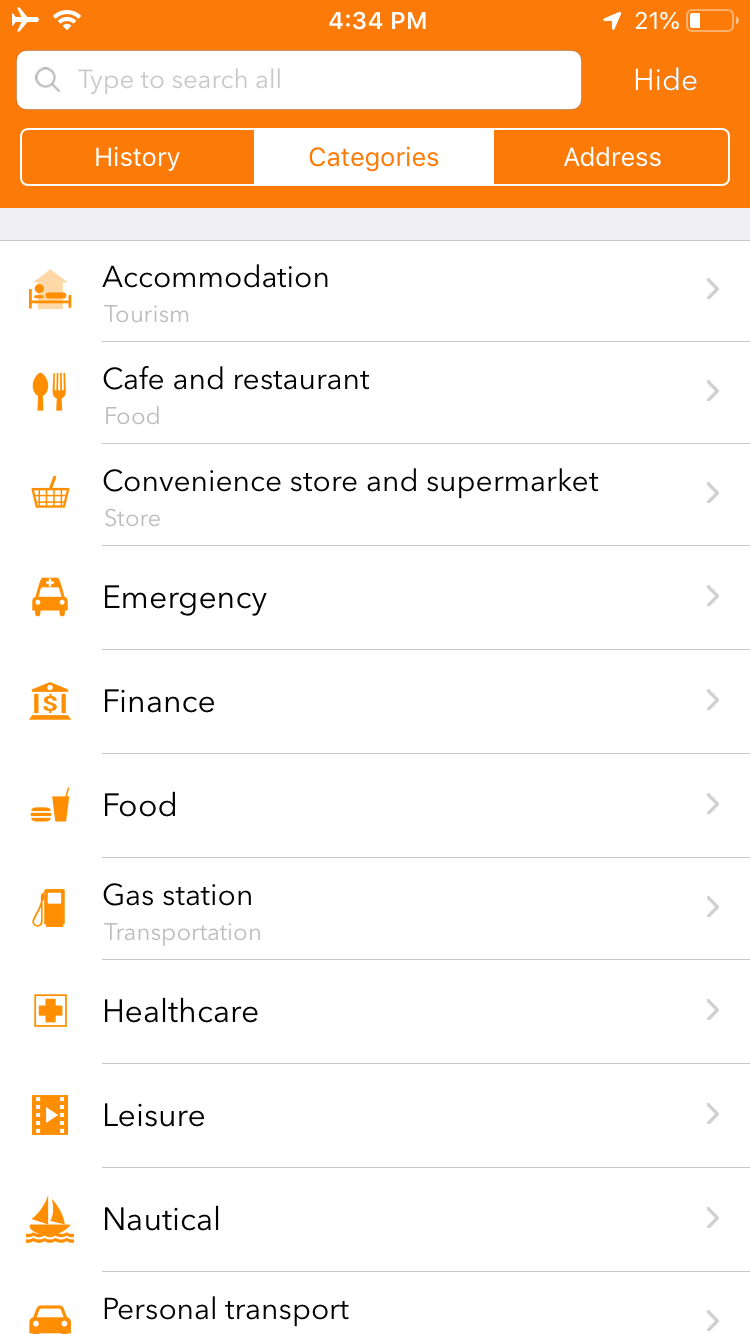 4:34 PM
21%
Type to search all
Hide
History
Categories
Address
Accommodation
Tourism
Cafe and restaurant
Food
Convenience store and supermarket
Store
Emergency
Finance
Food
Gas station
Transportation
Healthcare
Leisure
Nautical
Personal transport